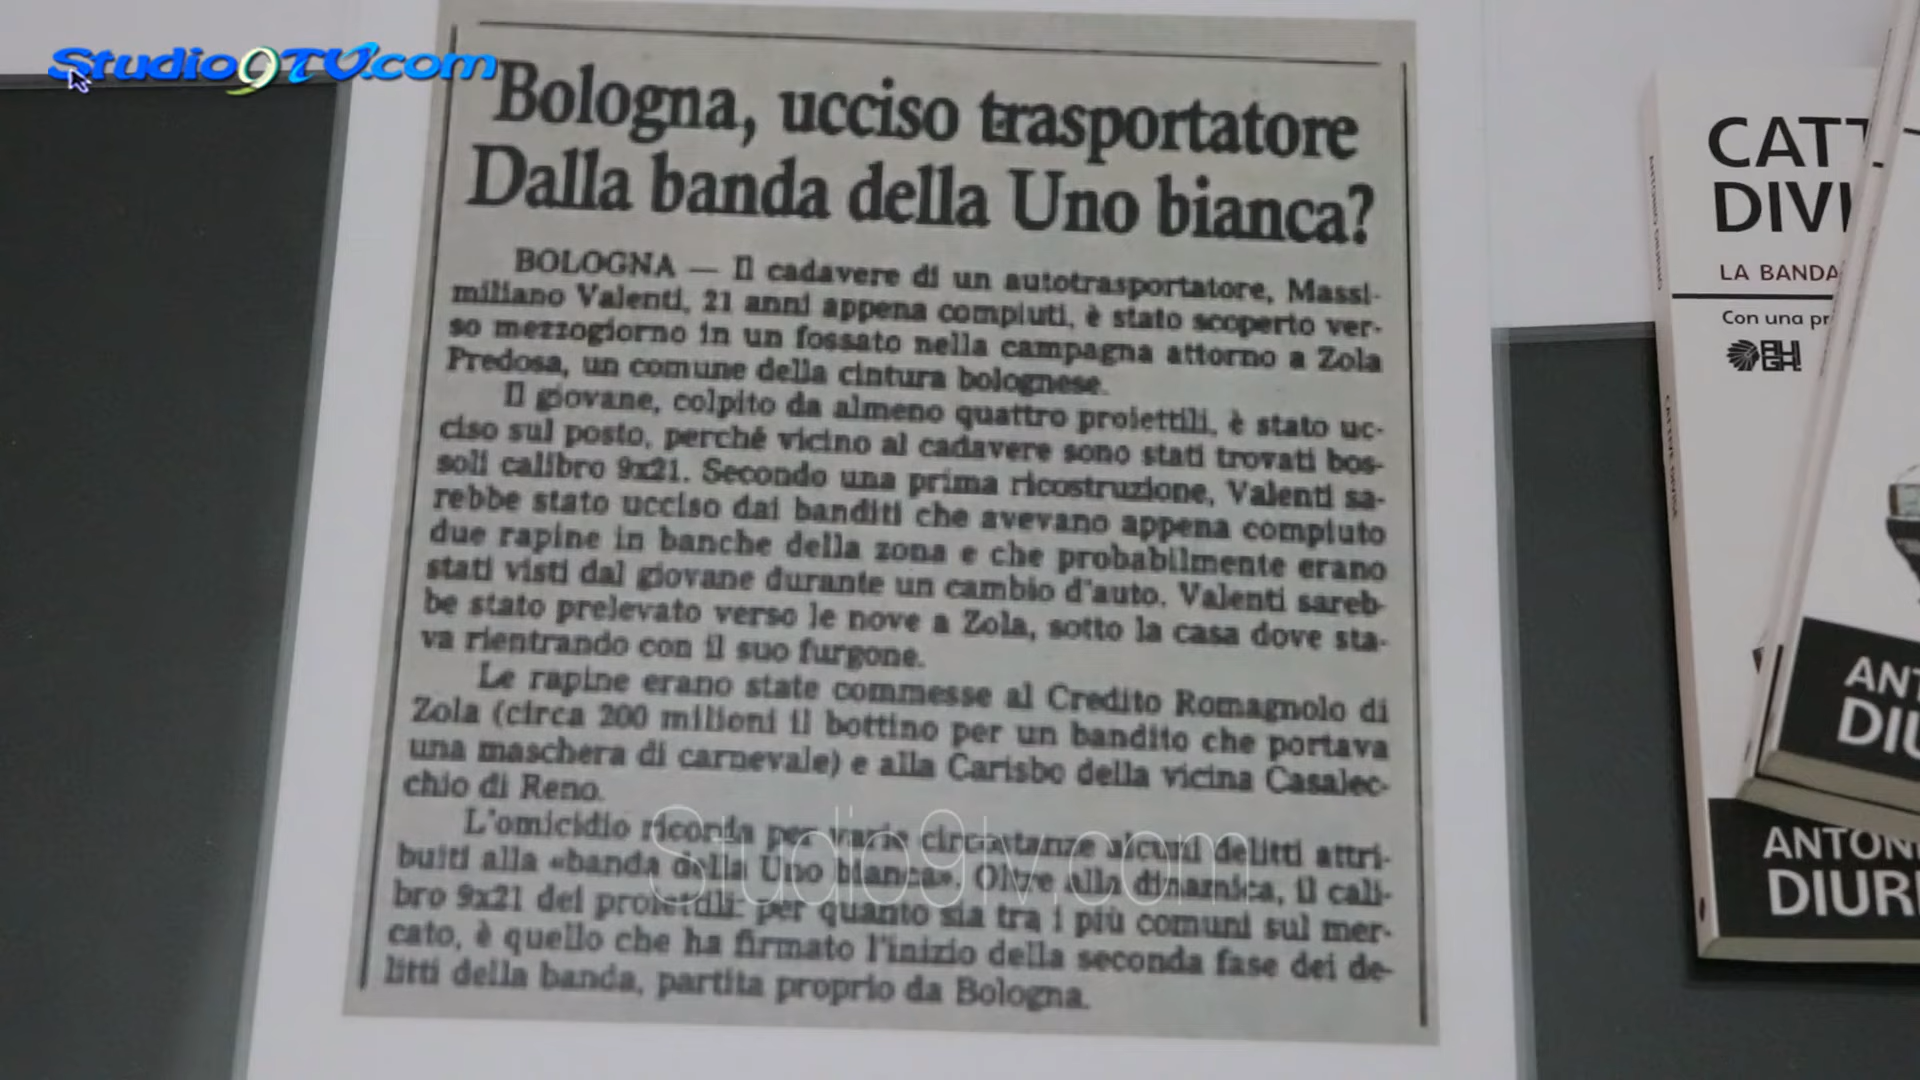 Studio9TV.com
Bologna, ucciso trasportatore
Dalla banda della Uno bianca?
BOLOGNA — Il cadavere di un autotrasportatore, Massi-
miliano Valenti, 21 anni appena compiuti, è stato scoperto ver-
so mezzogiorno in un fossato nella campagna attorno a Zola
Predosa, un comune della cintura bolognese.
Il giovane, colpito da almeno quattro proiettili, è stato uc-
ciso sul posto, perché vicino al cadavere sono stati trovati bos-
soli calibro 9x21. Secondo una prima ricostruzione, Valenti sa-
rebbe stato ucciso dai banditi che avevano appena compiuto
due rapine in banche della zona e che probabilmente erano
stati visti dal giovane durante un cambio d'auto. Valenti sareb-
be stato prelevato verso le nove a Zola, sotto la casa dove sta-
va rientrando con il suo furgone.
Le rapine erano state commesse al Credito Romagnolo di
Zola (circa 200 milioni il bottino per un bandito che portava
una maschera di carnevale) e alla Carisbo della vicina Casalec-
chio di Reno.
L'omicidio ricorda per varie circostanze alcuni delitti attri-
buiti alla «banda della Uno bianca». Oltre alla dinamica, il cali-
bro 9x21 dei proiettili: per quanto sia tra i più comuni sul mer-
cato, è quello che ha firmato l'inizio della seconda fase dei de-
litti della banda, partita proprio da Bologna.
Studio9tv.com
CATT
DIVI
LA BANDA
Con una pr
ANT
DIU
ANTON
DIUR